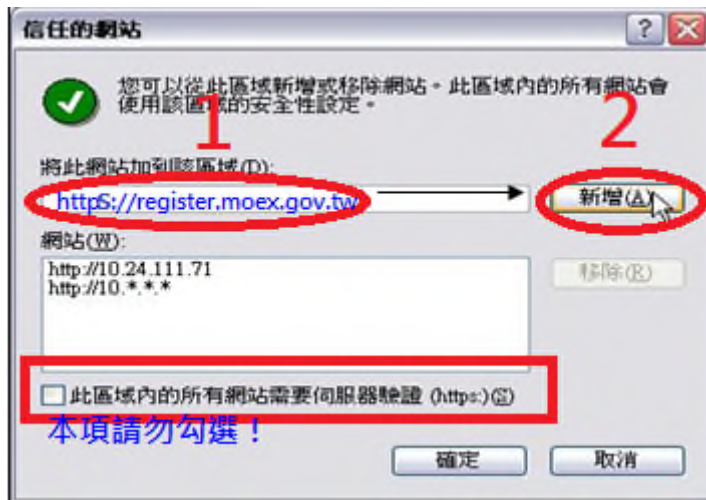 信任的網站
您可以從此區域新增或移除網站。此區域內的所有網站會
使用該區域的安全性設定。
1
2
將此網站加到該區域(D):
httpS://register.moex.gov.tw
新增(A)
網站(W):
http://10.24.111.71
http://10.*.*.*
移除(R)
此區域內的所有網站需要伺服器驗證 (https:)(S)
本項請勿勾選！
確定
取消